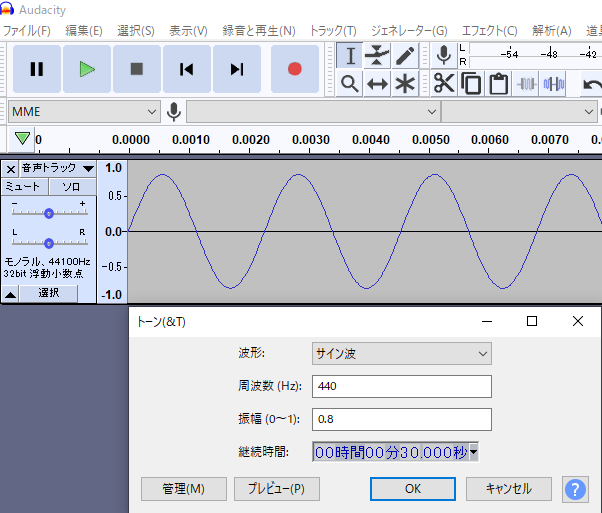 Audacity
ファイル(F) 編集(E) 選択(S) 表示(V) 録音と再生(N) トラック(T) ジェネレーター(G) エフェクト(C) 解析(A) 道具
L
R
-54 -48 -42
MME
0 0.0000 0.0010 0.0020 0.0030 0.0040 0.0050 0.0060 0.0070
× 音声トラック 1.0
ミュート ソロ 0.5
- +
L R 0.0
モノラル、44100Hz -0.5
32bit 浮動小数点
選択 -1.0
トーン(&T)
波形: サイン波
周波数 (Hz): 440
振幅 (0~1): 0.8
継続時間: 00時間00分30.000秒
管理(M) プレビュー(P) OK キャンセル ?